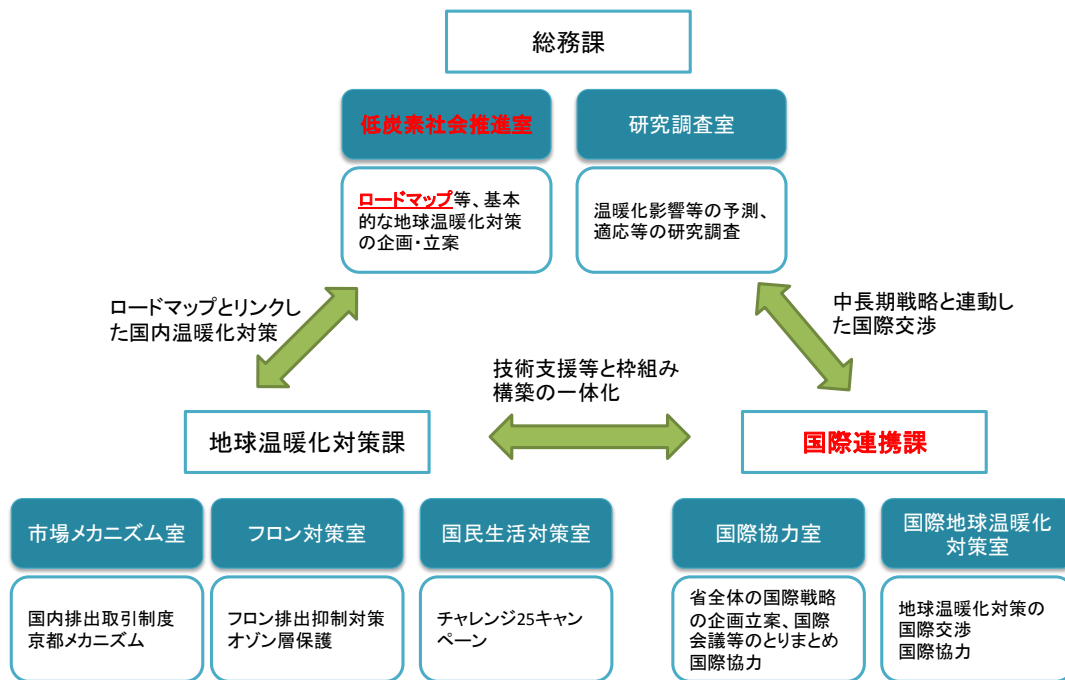 総務課
低炭素社会推進室
ロードマップ等、基本
的な地球温暖化対策
の企画・立案
研究調査室
温暖化影響等の予測、
適応等の研究調査
ロードマップとリンクし
た国内温暖化対策
中長期戦略と連動し
た国際交渉
技術支援等と枠組み
構築の一体化
地球温暖化対策課
国際連携課
市場メカニズム室
国内排出取引制度
京都メカニズム
フロン対策室
フロン排出抑制対策
オゾン層保護
国民生活対策室
チャレンジ25キャン
ペーン
国際協力室
省全体の国際戦略
の企画立案、国際
会議等のとりまとめ
国際協力
国際地球温暖化
対策室
地球温暖化対策の
国際交渉
国際協力